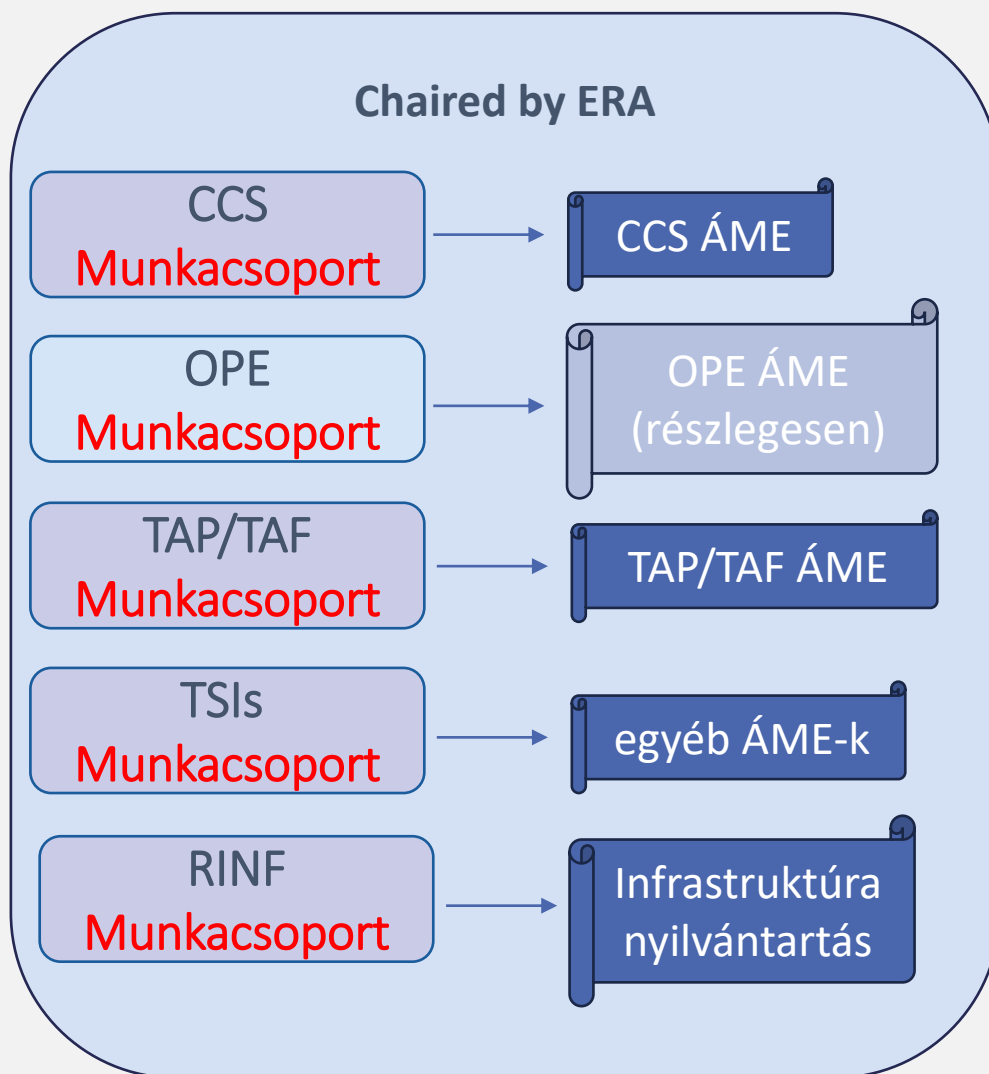 Chaired by ERA
CCS
Munkacsoport
CCS ÁME
OPE
Munkacsoport
OPE ÁME
(részlegesen)
TAP/TAF
Munkacsoport
TAP/TAF ÁME
TSIs
Munkacsoport
egyéb ÁME-k
RINF
Munkacsoport
Infrastruktúra
nyilvántartás